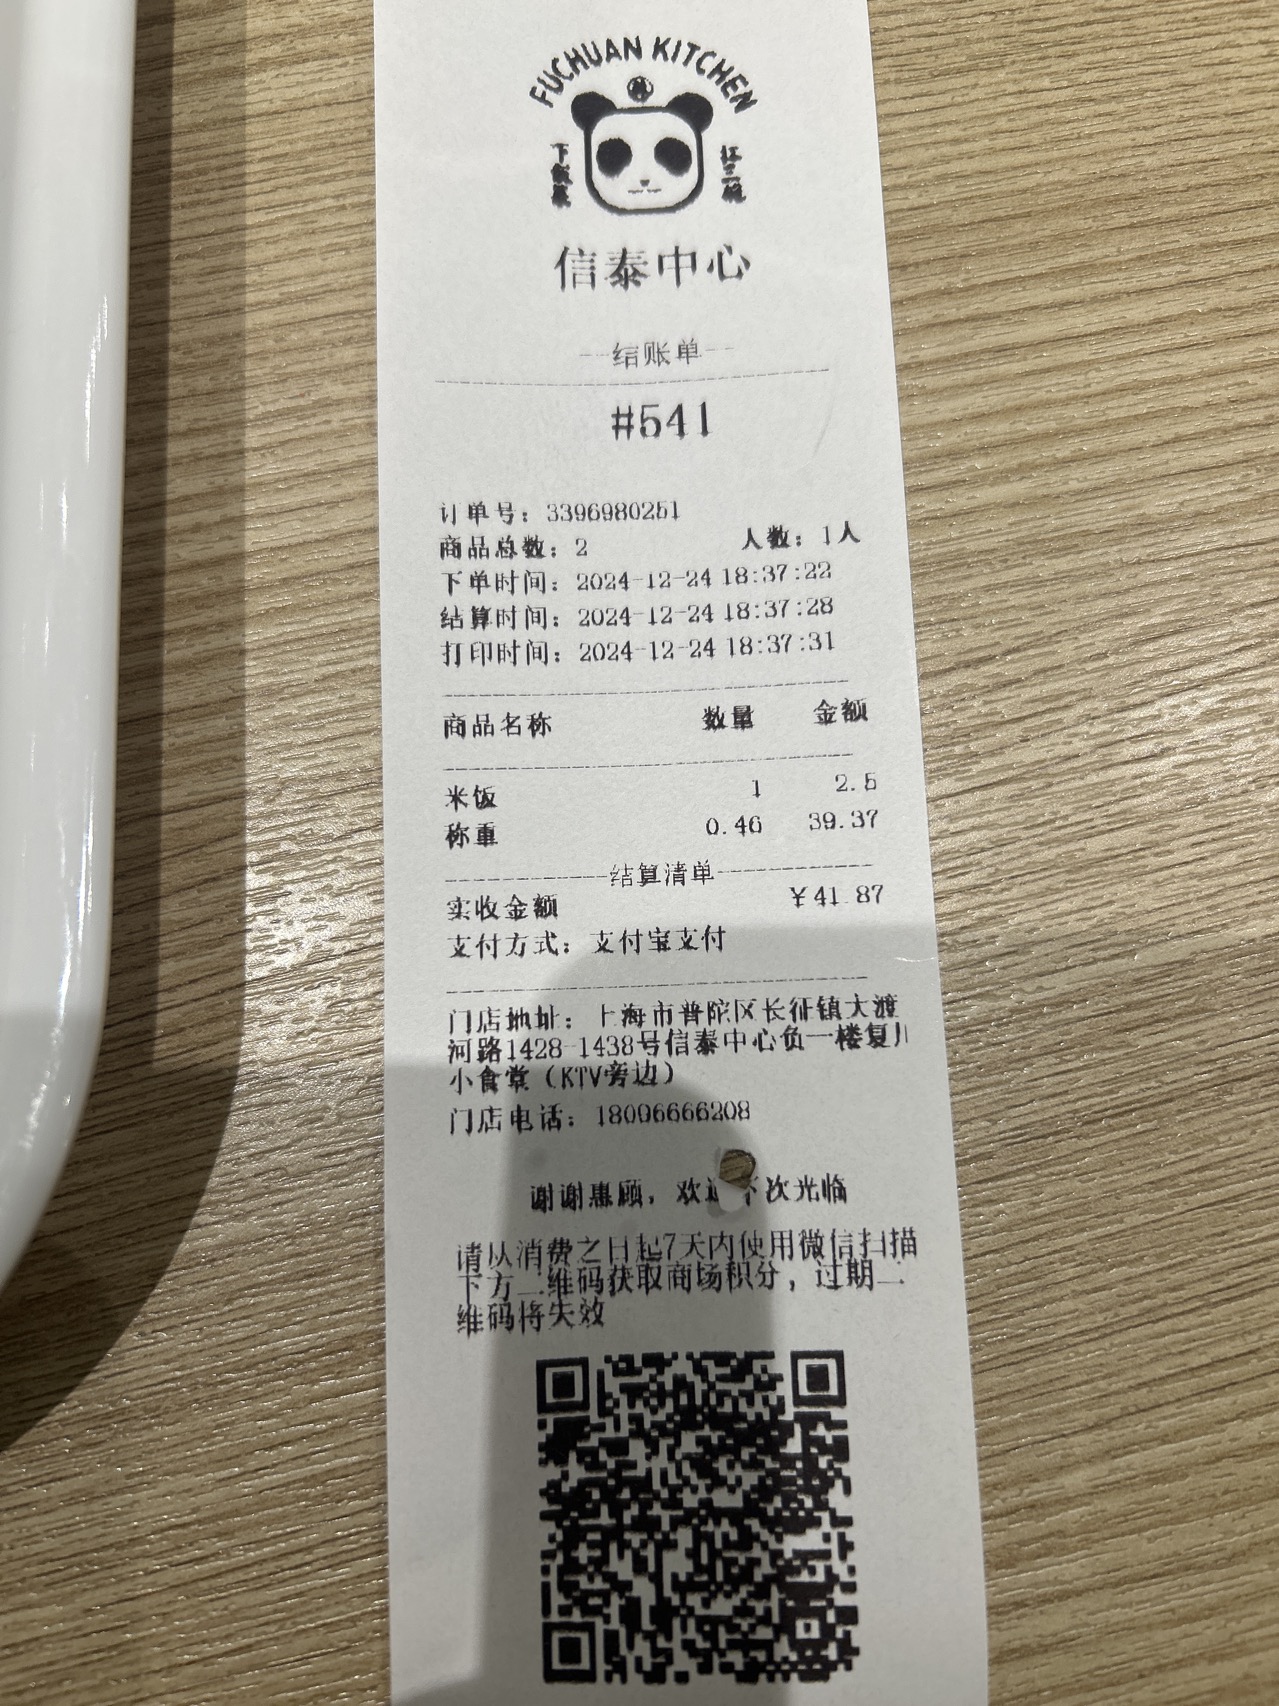 FUCHUAN KITCHEN
下飯菜
江三碗
信泰中心
--结账单--
#541
订单号：3396980251
商品总数：2 人数：1人
下单时间：2024-12-24 18:37:22
结算时间：2024-12-24 18:37:28
打印时间：2024-12-24 18:37:31
商品名称 数量 金额
米饭 1 2.5
称重 0.46 39.37
结算清单
实收金额 ￥41.87
支付方式：支付宝支付
门店地址：上海市普陀区长征镇大渡
河路1428-1438号信泰中心负一楼复川
小食堂（KTV旁边）
门店电话：18096666208
谢谢惠顾，欢迎下次光临
请从消费之日起7天内使用微信扫描
下方二维码获取商场积分，过期二
维码将失效